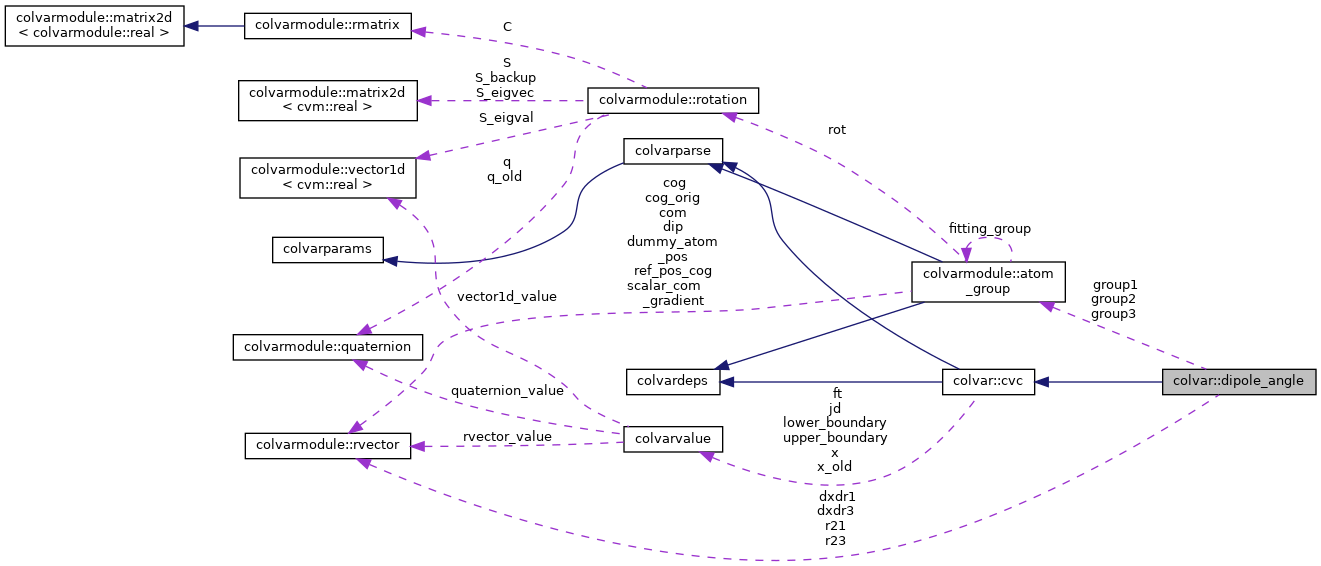 colvarmodule::matrix2d
< colvarmodule::real >
colvarmodule::rmatrix
C
S
S_backup
S_eigvec
colvarmodule::matrix2d
< cvm::real >
colvarmodule::rotation
S_eigval
rot
colvarparse
colvarmodule::vector1d
< cvm::real >
q
q_old
cog
cog_orig
com
dip
dummy_atom
_pos
ref_pos_cog
scalar_com
_gradient
fitting_group
colvarparams
colvarmodule::atom
_group
group1
group2
group3
vector1d_value
colvarmodule::quaternion
colvardeps
colvar::cvc
colvar::dipole_angle
quaternion_value
ft
jd
lower_boundary
upper_boundary
x
x_old
colvarmodule::rvector
rvector_value
colvarvalue
dxdr1
dxdr3
r21
r23